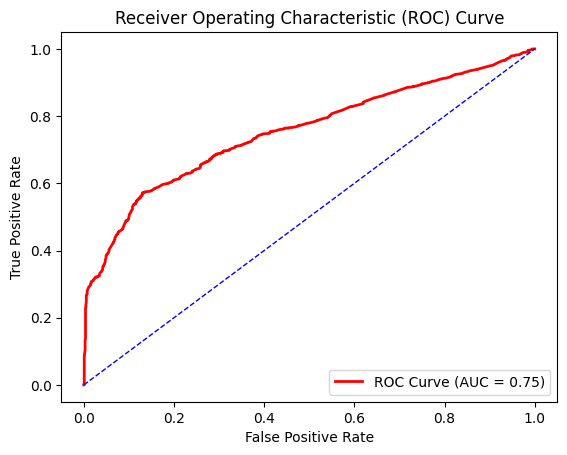 Receiver Operating Characteristic (ROC) Curve
1.0
0.8
0.6
0.4
0.2
0.0
True Positive Rate
ROC Curve (AUC = 0.75)
0.0 0.2 0.4 0.6 0.8 1.0
False Positive Rate